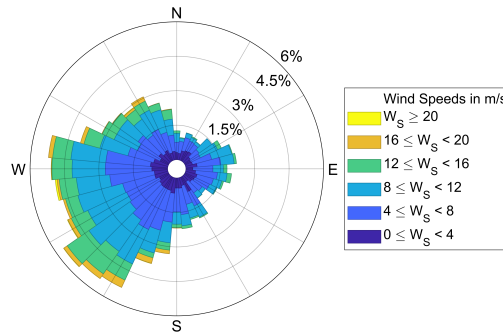 N
6%
4.5%
3%
1.5%
W
E
S
Wind Speeds in m/s
W_S ≥ 20
16 ≤ W_S < 20
12 ≤ W_S < 16
8 ≤ W_S < 12
4 ≤ W_S < 8
0 ≤ W_S < 4